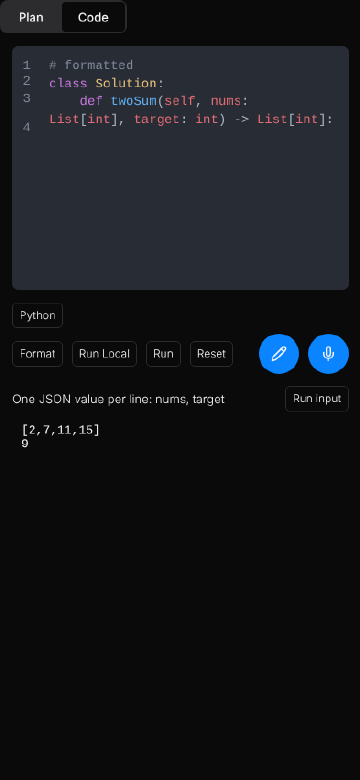 Plan Code
1 # formatted
2 class Solution:
3     def twoSum(self, nums:
List[int], target: int) -> List[int]:
4
Python
Format Run Local Run Reset
One JSON value per line: nums, target Run input
[2,7,11,15]
9